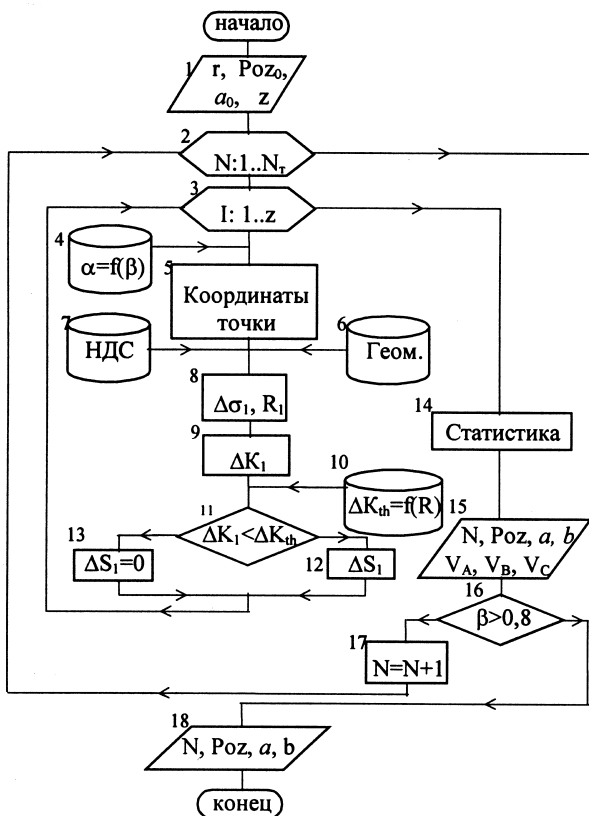 начало
1
r, Poz₀,
a₀, z
2
N:1..Nт
3
I: 1..z
4
α=f(β)
5
Координаты
точки
7
НДС
6
Геом.
8
Δσ₁, R₁
9
ΔK₁
10
ΔKth=f(R)
11
ΔK₁<ΔKth
13
ΔS₁=0
12
ΔS₁
14
Статистика
15
N, Poz, a, b
VA, VB, VC
16
β>0,8
17
N=N+1
18
N, Poz, a, b
конец